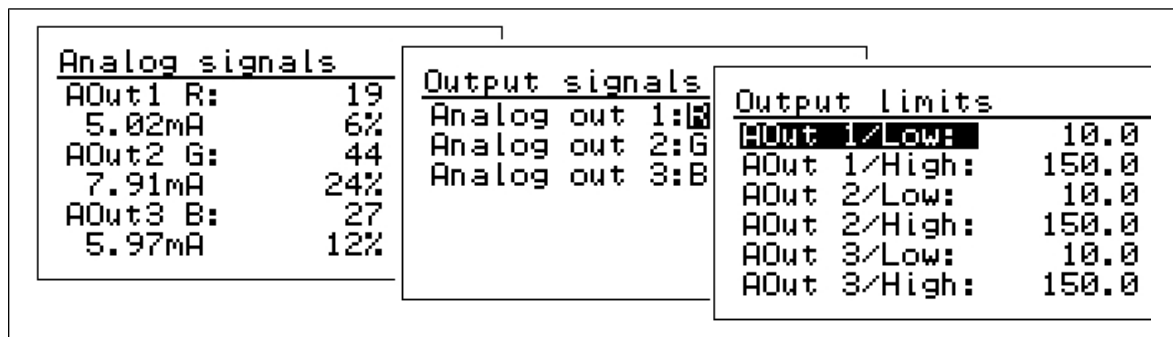 Analog signals
AOut1 R: 19
5.02mA 6%
AOut2 G: 44
7.91mA 24%
AOut3 B: 27
5.97mA 12%
Output signals
Analog out 1:R
Analog out 2:G
Analog out 3:B
Output limits
AOut 1/Low: 10.0
AOut 1/High: 150.0
AOut 2/Low: 10.0
AOut 2/High: 150.0
AOut 3/Low: 10.0
AOut 3/High: 150.0